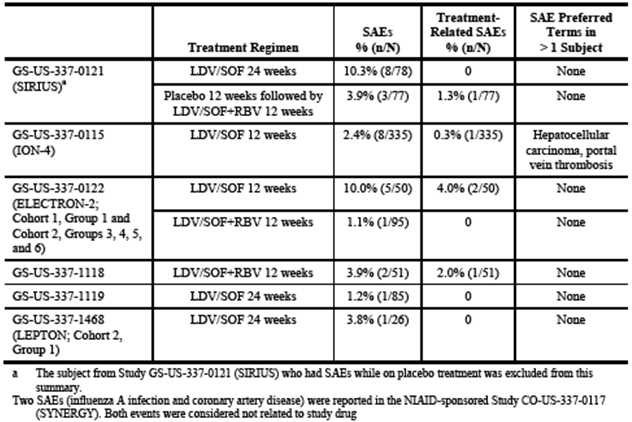 Treatment Regimen
SAEs
% (n/N)
Treatment-
Related SAEs
% (n/N)
SAE Preferred
Terms in
> 1 Subject
GS-US-337-0121
(SIRIUS)a
LDV/SOF 24 weeks
10.3% (8/78)
0
None
Placebo 12 weeks followed by
LDV/SOF+RBV 12 weeks
3.9% (3/77)
1.3% (1/77)
None
GS-US-337-0115
(ION-4)
LDV/SOF 12 weeks
2.4% (8/335)
0.3% (1/335)
Hepatocellular
carcinoma, portal
vein thrombosis
GS-US-337-0122
(ELECTRON-2;
Cohort 1, Group 1 and
Cohort 2, Groups 3, 4, 5,
and 6)
LDV/SOF 12 weeks
10.0% (5/50)
4.0% (2/50)
None
LDV/SOF+RBV 12 weeks
1.1% (1/95)
0
None
GS-US-337-1118
LDV/SOF+RBV 12 weeks
3.9% (2/51)
2.0% (1/51)
None
GS-US-337-1119
LDV/SOF 24 weeks
1.2% (1/85)
0
None
GS-US-337-1468
(LEPTON; Cohort 2,
Group 1)
LDV/SOF 24 weeks
3.8% (1/26)
0
None
a The subject from Study GS-US-337-0121 (SIRIUS) who had SAEs while on placebo treatment was excluded from this
summary.
Two SAEs (influenza A infection and coronary artery disease) were reported in the NIAID-sponsored Study CO-US-337-0117
(SYNERGY). Both events were considered not related to study drug